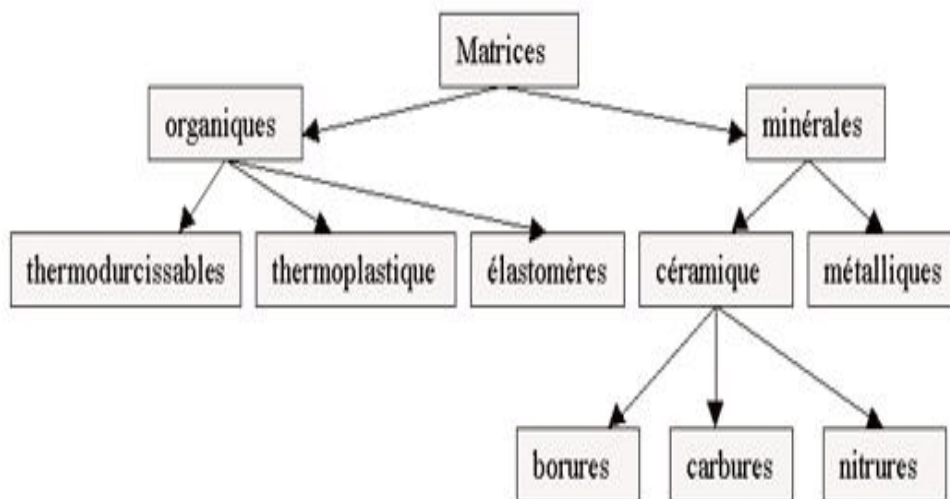 Matrices
organiques
minérales
thermodurcissables
thermoplastique
élastomères
céramique
métalliques
borures
carbures
nitrures